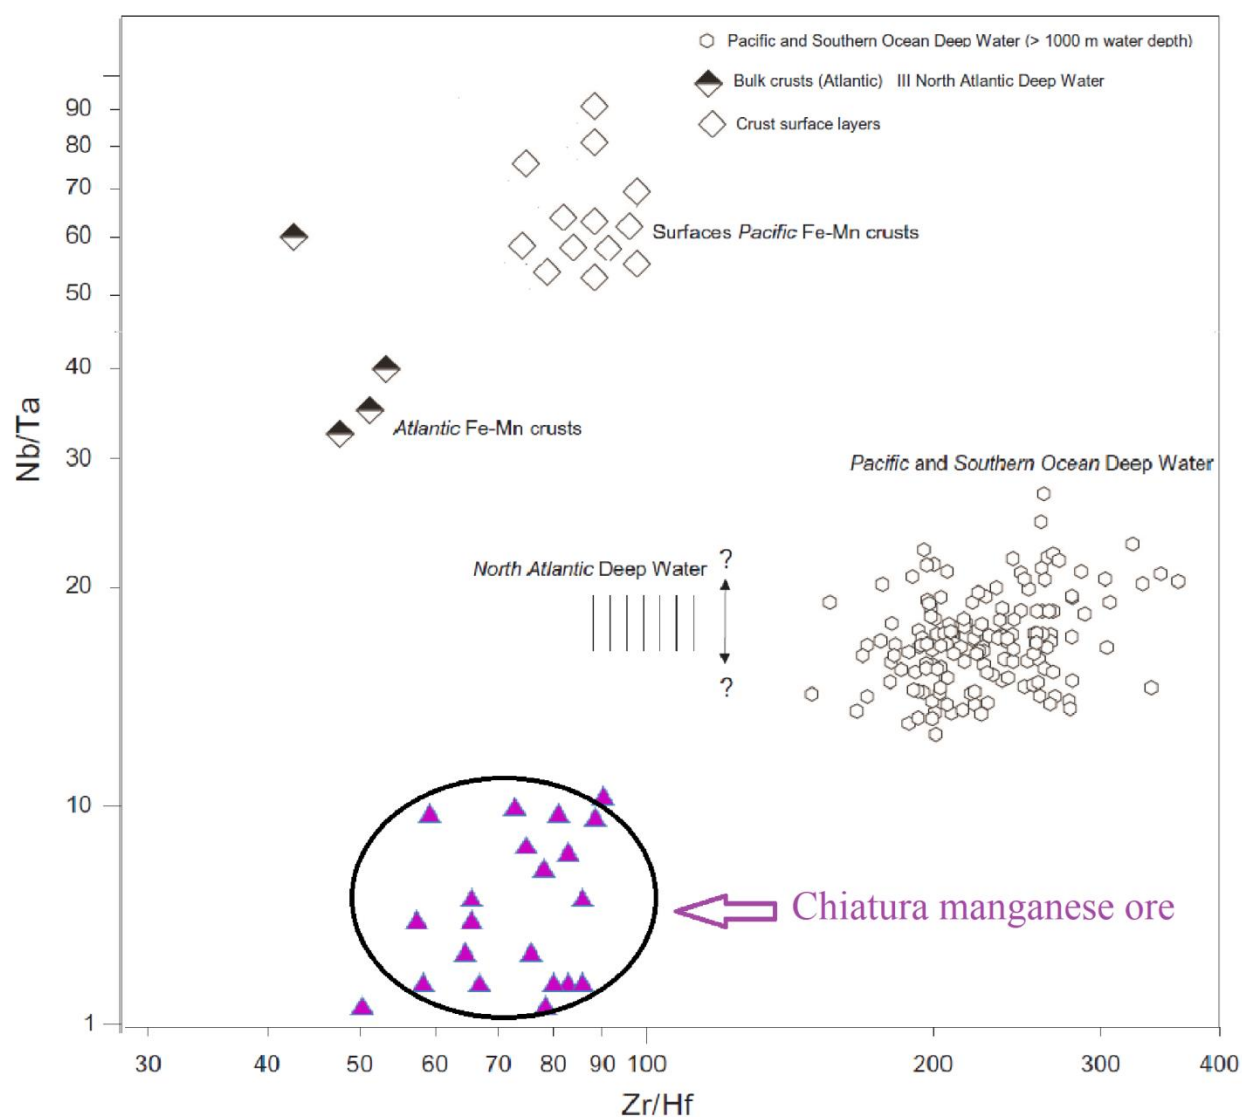 Pacific and Southern Ocean Deep Water (> 1000 m water depth)
Bulk crusts (Atlantic) III North Atlantic Deep Water
Crust surface layers
90
80
70
60
50
40
30
20
10
1
Nb/Ta
Surfaces Pacific Fe-Mn crusts
Atlantic Fe-Mn crusts
Pacific and Southern Ocean Deep Water
North Atlantic Deep Water
?
?
Chiatura manganese ore
30 40 50 60 70 80 90 100 200 300 400
Zr/Hf